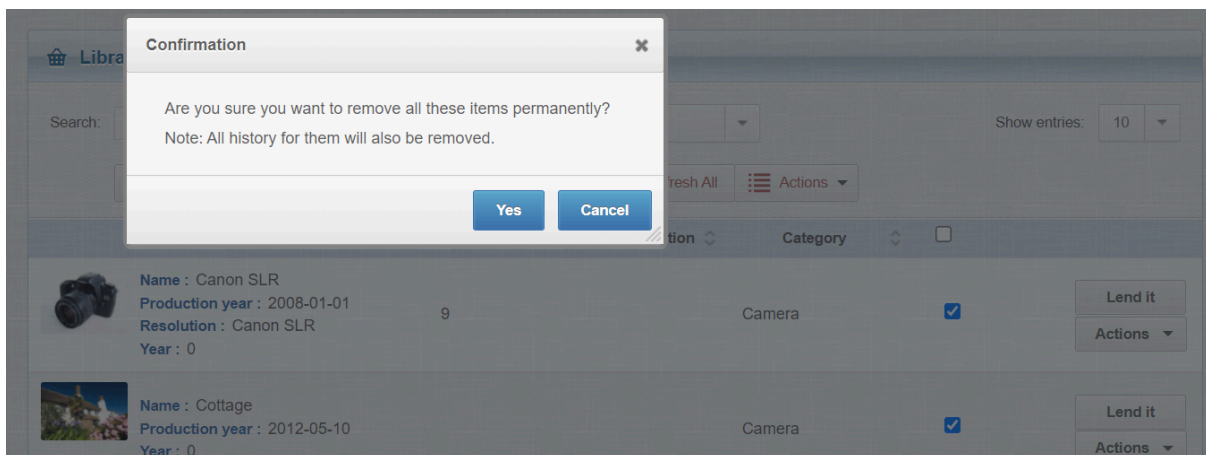 Confirmation
Libra
Are you sure you want to remove all these items permanently?
Note: All history for them will also be removed.
Search:
Show entries: 10
fresh All Actions
Yes Cancel
tion Category
Name : Canon SLR
Production year : 2008-01-01
Resolution : Canon SLR
Year : 0
9
Camera
Lend it
Actions
Name : Cottage
Production year : 2012-05-10
Year : 0
Camera
Lend it
Actions